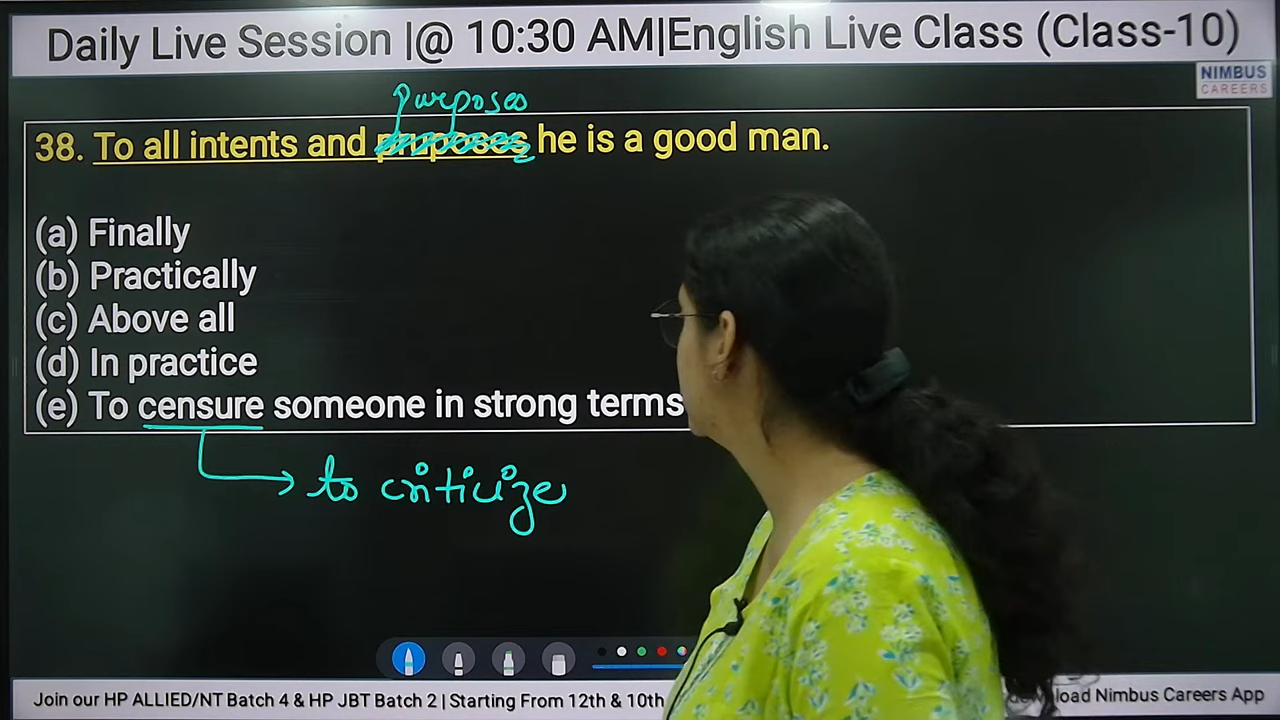 Daily Live Session |@ 10:30 AM|English Live Class (Class-10)
NIMBUS
CAREERS
purposes
38. To all intents and pruposes he is a good man.
(a) Finally
(b) Practically
(c) Above all
(d) In practice
(e) To censure someone in strong terms
to criticize
Join our HP ALLIED/NT Batch 4 & HP JBT Batch 2 | Starting From 12th & 10th
Nimbus Careers App